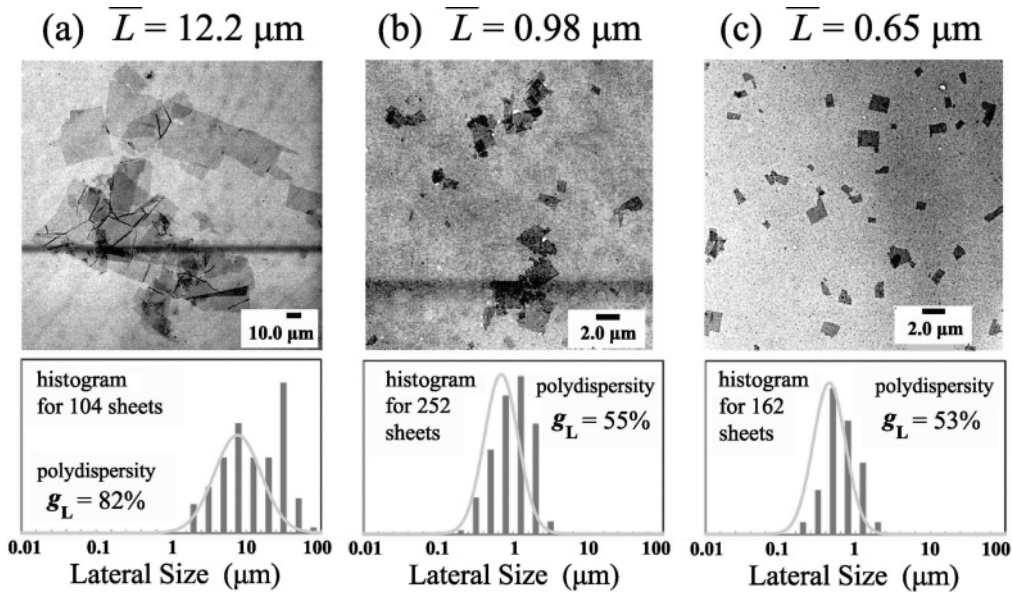 (a) L̅ = 12.2 μm
(b) L̅ = 0.98 μm
(c) L̅ = 0.65 μm
10.0 μm
2.0 μm
2.0 μm
histogram
for 104 sheets
polydispersity
g_L = 82%
0.01 0.1 1 10 100
Lateral Size (μm)
histogram
for 252
sheets
polydispersity
g_L = 55%
0.01 0.1 1 10 100
Lateral Size (μm)
histogram
for 162
sheets
polydispersity
g_L = 53%
0.01 0.1 1 10 100
Lateral Size (μm)